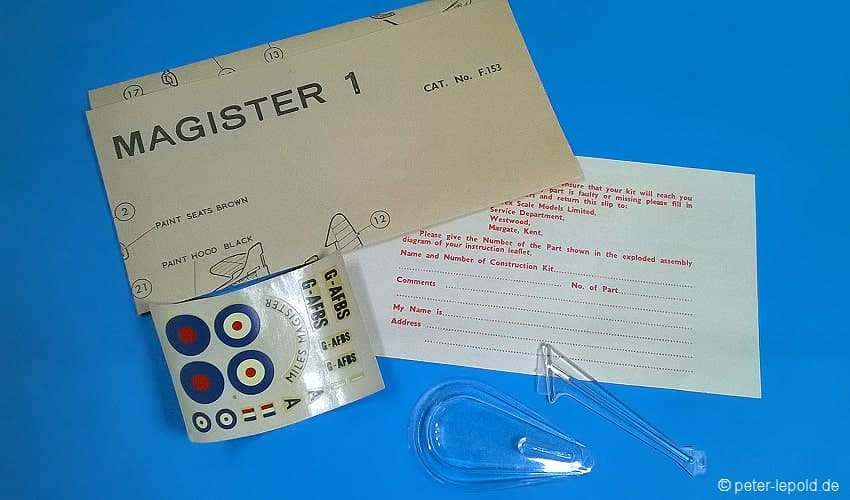 13
17
MAGISTER 1
CAT. No. F.153
2
PAINT SEATS BROWN
12
PAINT HOOD BLACK
21
ensure that your kit will reach you
part is faulty or missing please fill in
and return this slip to:
Scale Models Limited,
Service Department,
Westwood,
Margate, Kent.
Please give the Number of the Part shown in the exploded assembly
diagram of your instruction leaflet.
Name and Number of Construction Kit
No. of Part
Comments
My Name is
Address
MILES MAGISTER
G-AFBS
G-AFBS
G-AFBS
G-AFBS
A
A
© peter-lepold.de